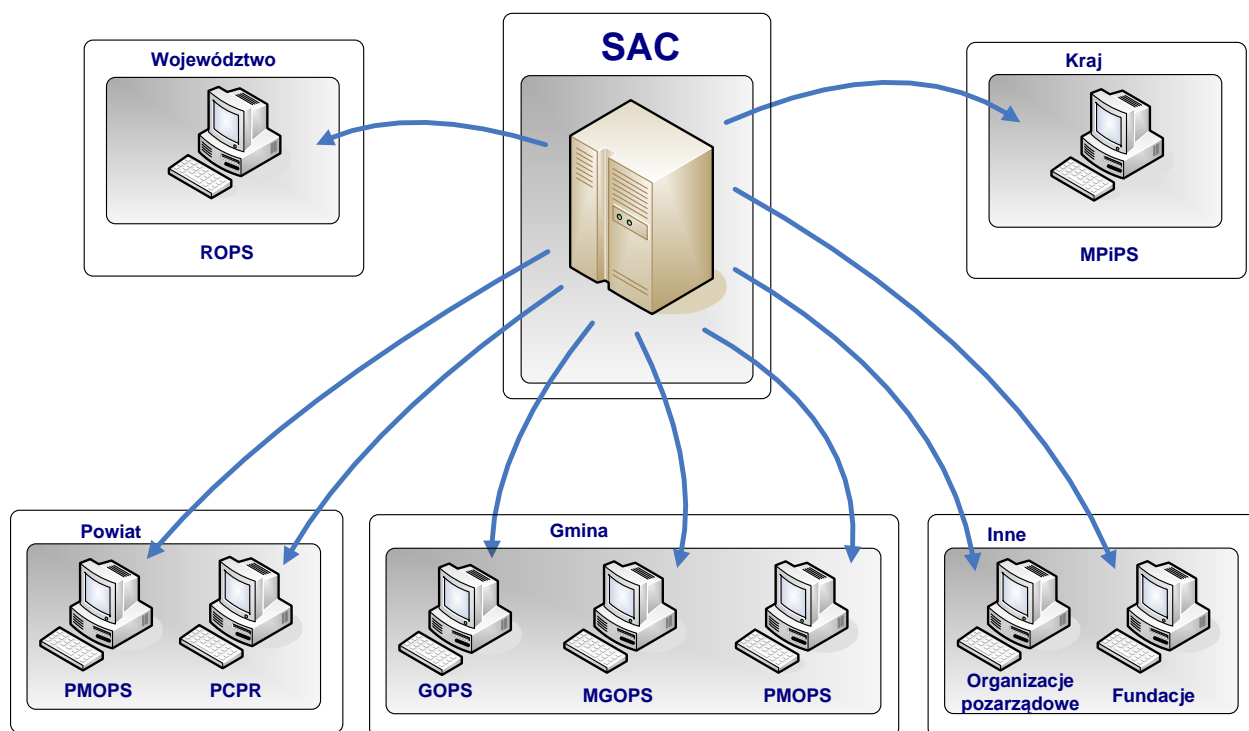 SAC
Województwo
ROPS
Kraj
MPiPS
Powiat
PMOPS
PCPR
Gmina
GOPS
MGOPS
PMOPS
Inne
Organizacje
pozarządowe
Fundacje